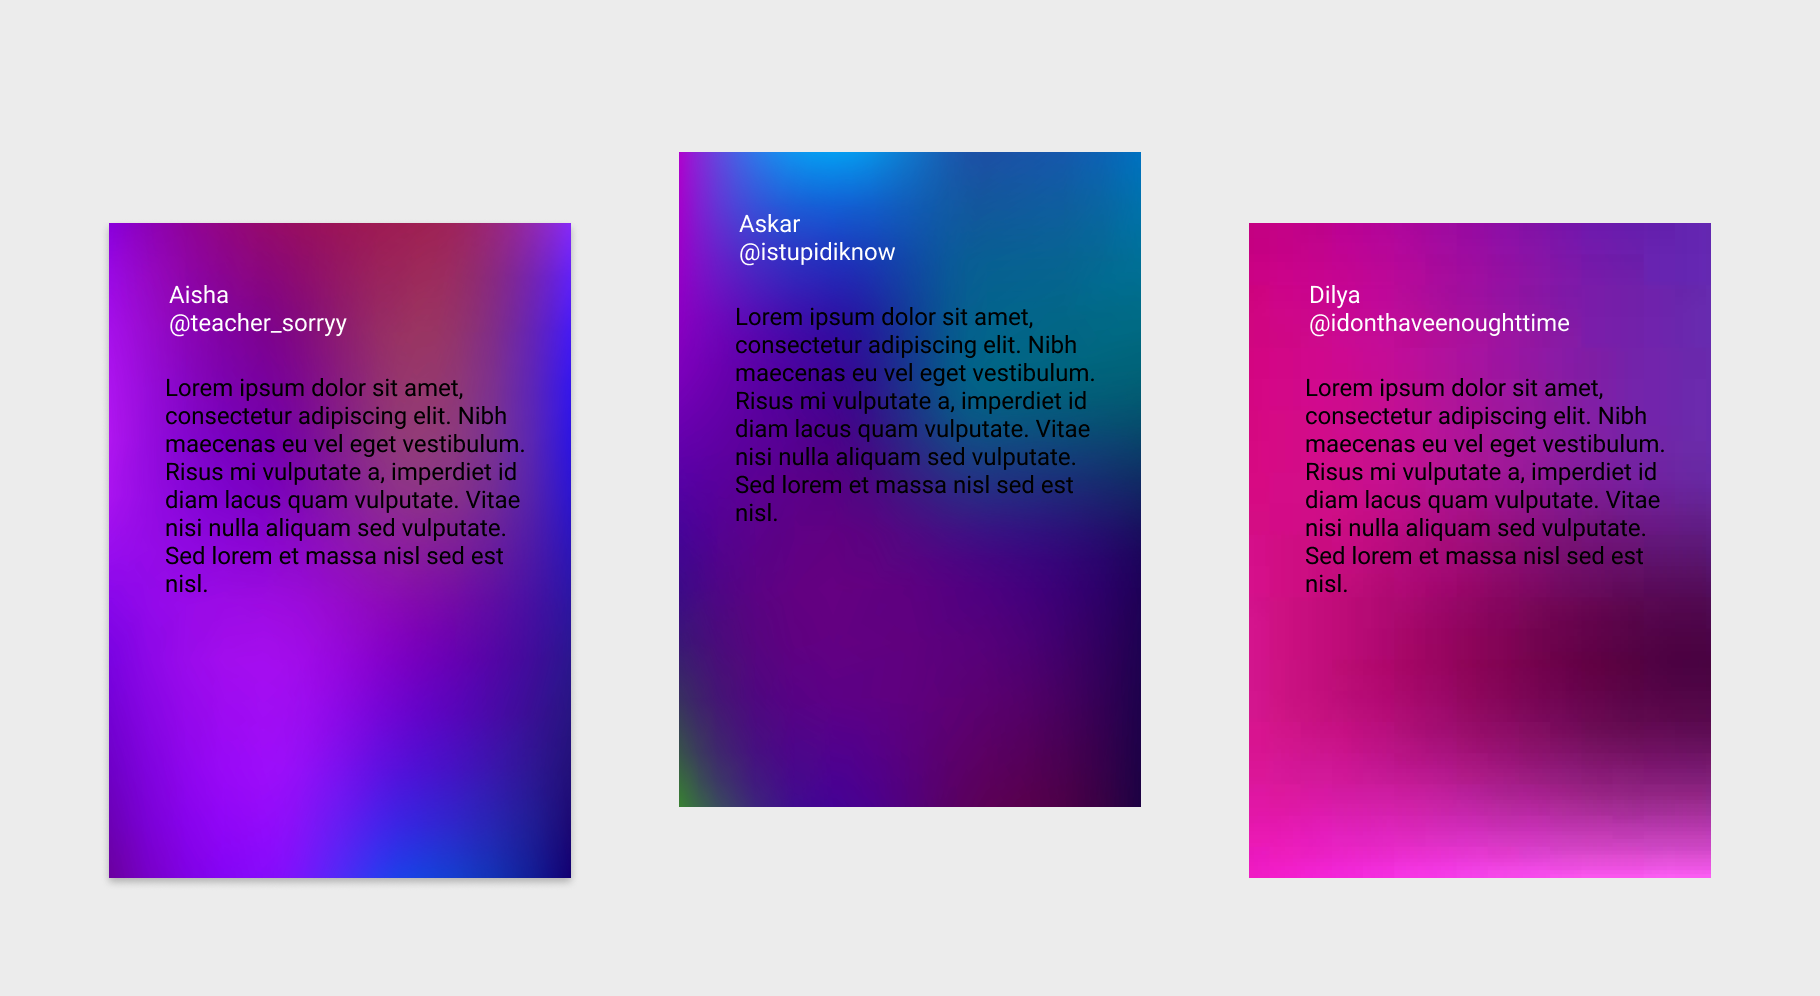 Aisha
@teacher_sorryy
Lorem ipsum dolor sit amet,
consectetur adipiscing elit. Nibh
maecenas eu vel eget vestibulum.
Risus mi vulputate a, imperdiet id
diam lacus quam vulputate. Vitae
nisi nulla aliquam sed vulputate.
Sed lorem et massa nisl sed est
nisl.
Askar
@istupidiknow
Lorem ipsum dolor sit amet,
consectetur adipiscing elit. Nibh
maecenas eu vel eget vestibulum.
Risus mi vulputate a, imperdiet id
diam lacus quam vulputate. Vitae
nisi nulla aliquam sed vulputate.
Sed lorem et massa nisl sed est
nisl.
Dilya
@idonthaveenoughttime
Lorem ipsum dolor sit amet,
consectetur adipiscing elit. Nibh
maecenas eu vel eget vestibulum.
Risus mi vulputate a, imperdiet id
diam lacus quam vulputate. Vitae
nisi nulla aliquam sed vulputate.
Sed lorem et massa nisl sed est
nisl.